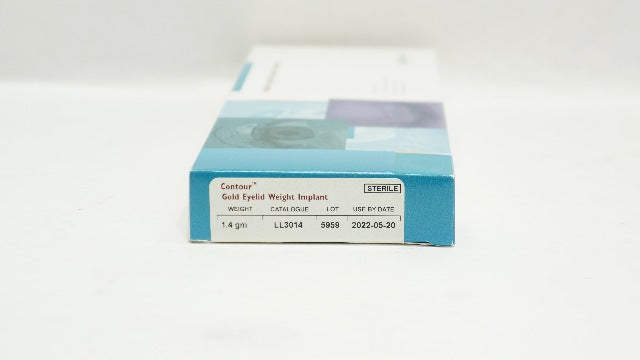 Contour™
STERILE
Gold Eyelid Weight Implant
WEIGHT CATALOGUE LOT USE BY DATE
1.4 gm LL3014 5959 2022-05-20